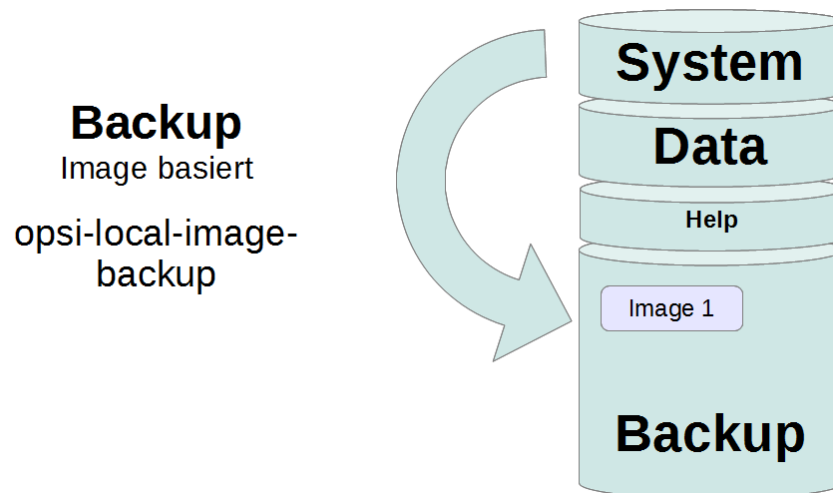 Backup
Image basiert
opsi-local-image-
backup
System
Data
Help
Image 1
Backup